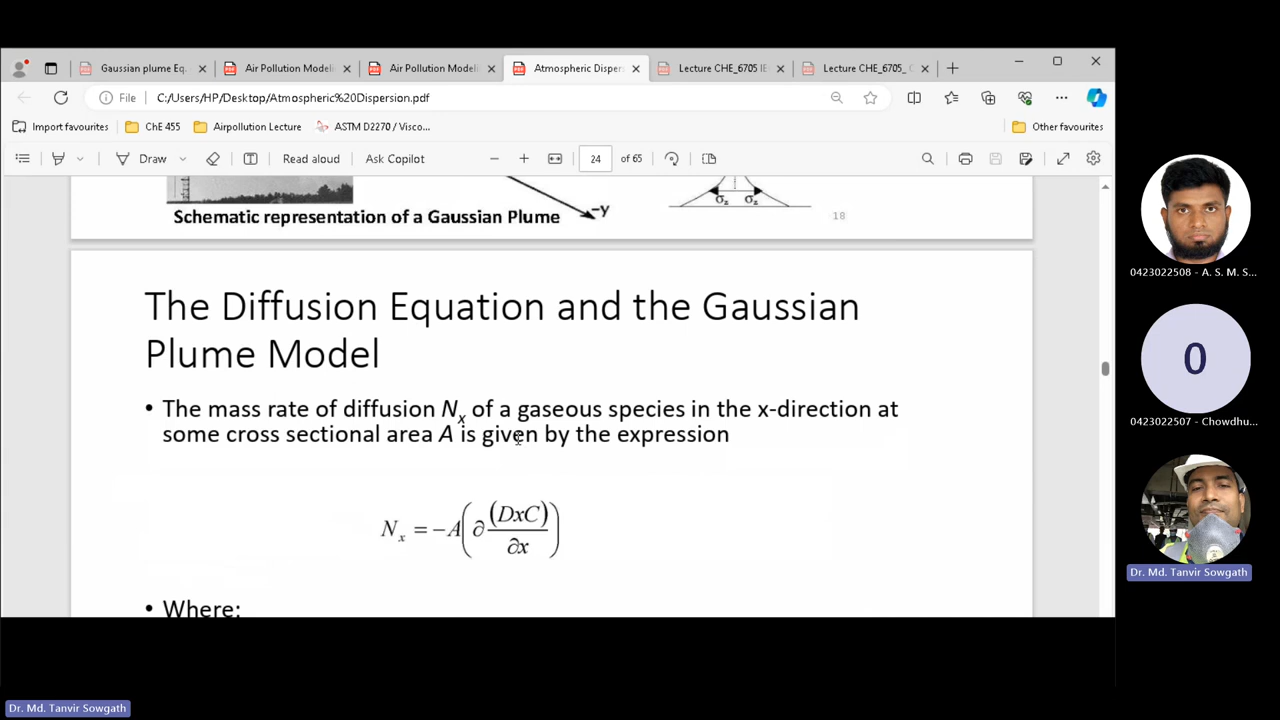 Gaussian plume Eq.
Air Pollution Modeli
Air Pollution Modeli
Atmospheric Disper
Lecture CHE_6705 IE
Lecture CHE_6705_ C
File
C:/Users/HP/Desktop/Atmospheric%20Dispersion.pdf
Import favourites
ChE 455
Airpollution Lecture
ASTM D2270 / Visco...
Other favourites
Draw
Read aloud
Ask Copilot
24
of 65
Schematic representation of a Gaussian Plume
-y
σz σz
18
The Diffusion Equation and the Gaussian
Plume Model
• The mass rate of diffusion Nx of a gaseous species in the x-direction at
some cross sectional area A is given by the expression
Nx = -A(∂ (DxC) / ∂x)
• Where:
0423022508 - A. S. M. S...
0
0423022507 - Chowdhu...
Dr. Md. Tanvir Sowgath
Dr. Md. Tanvir Sowgath